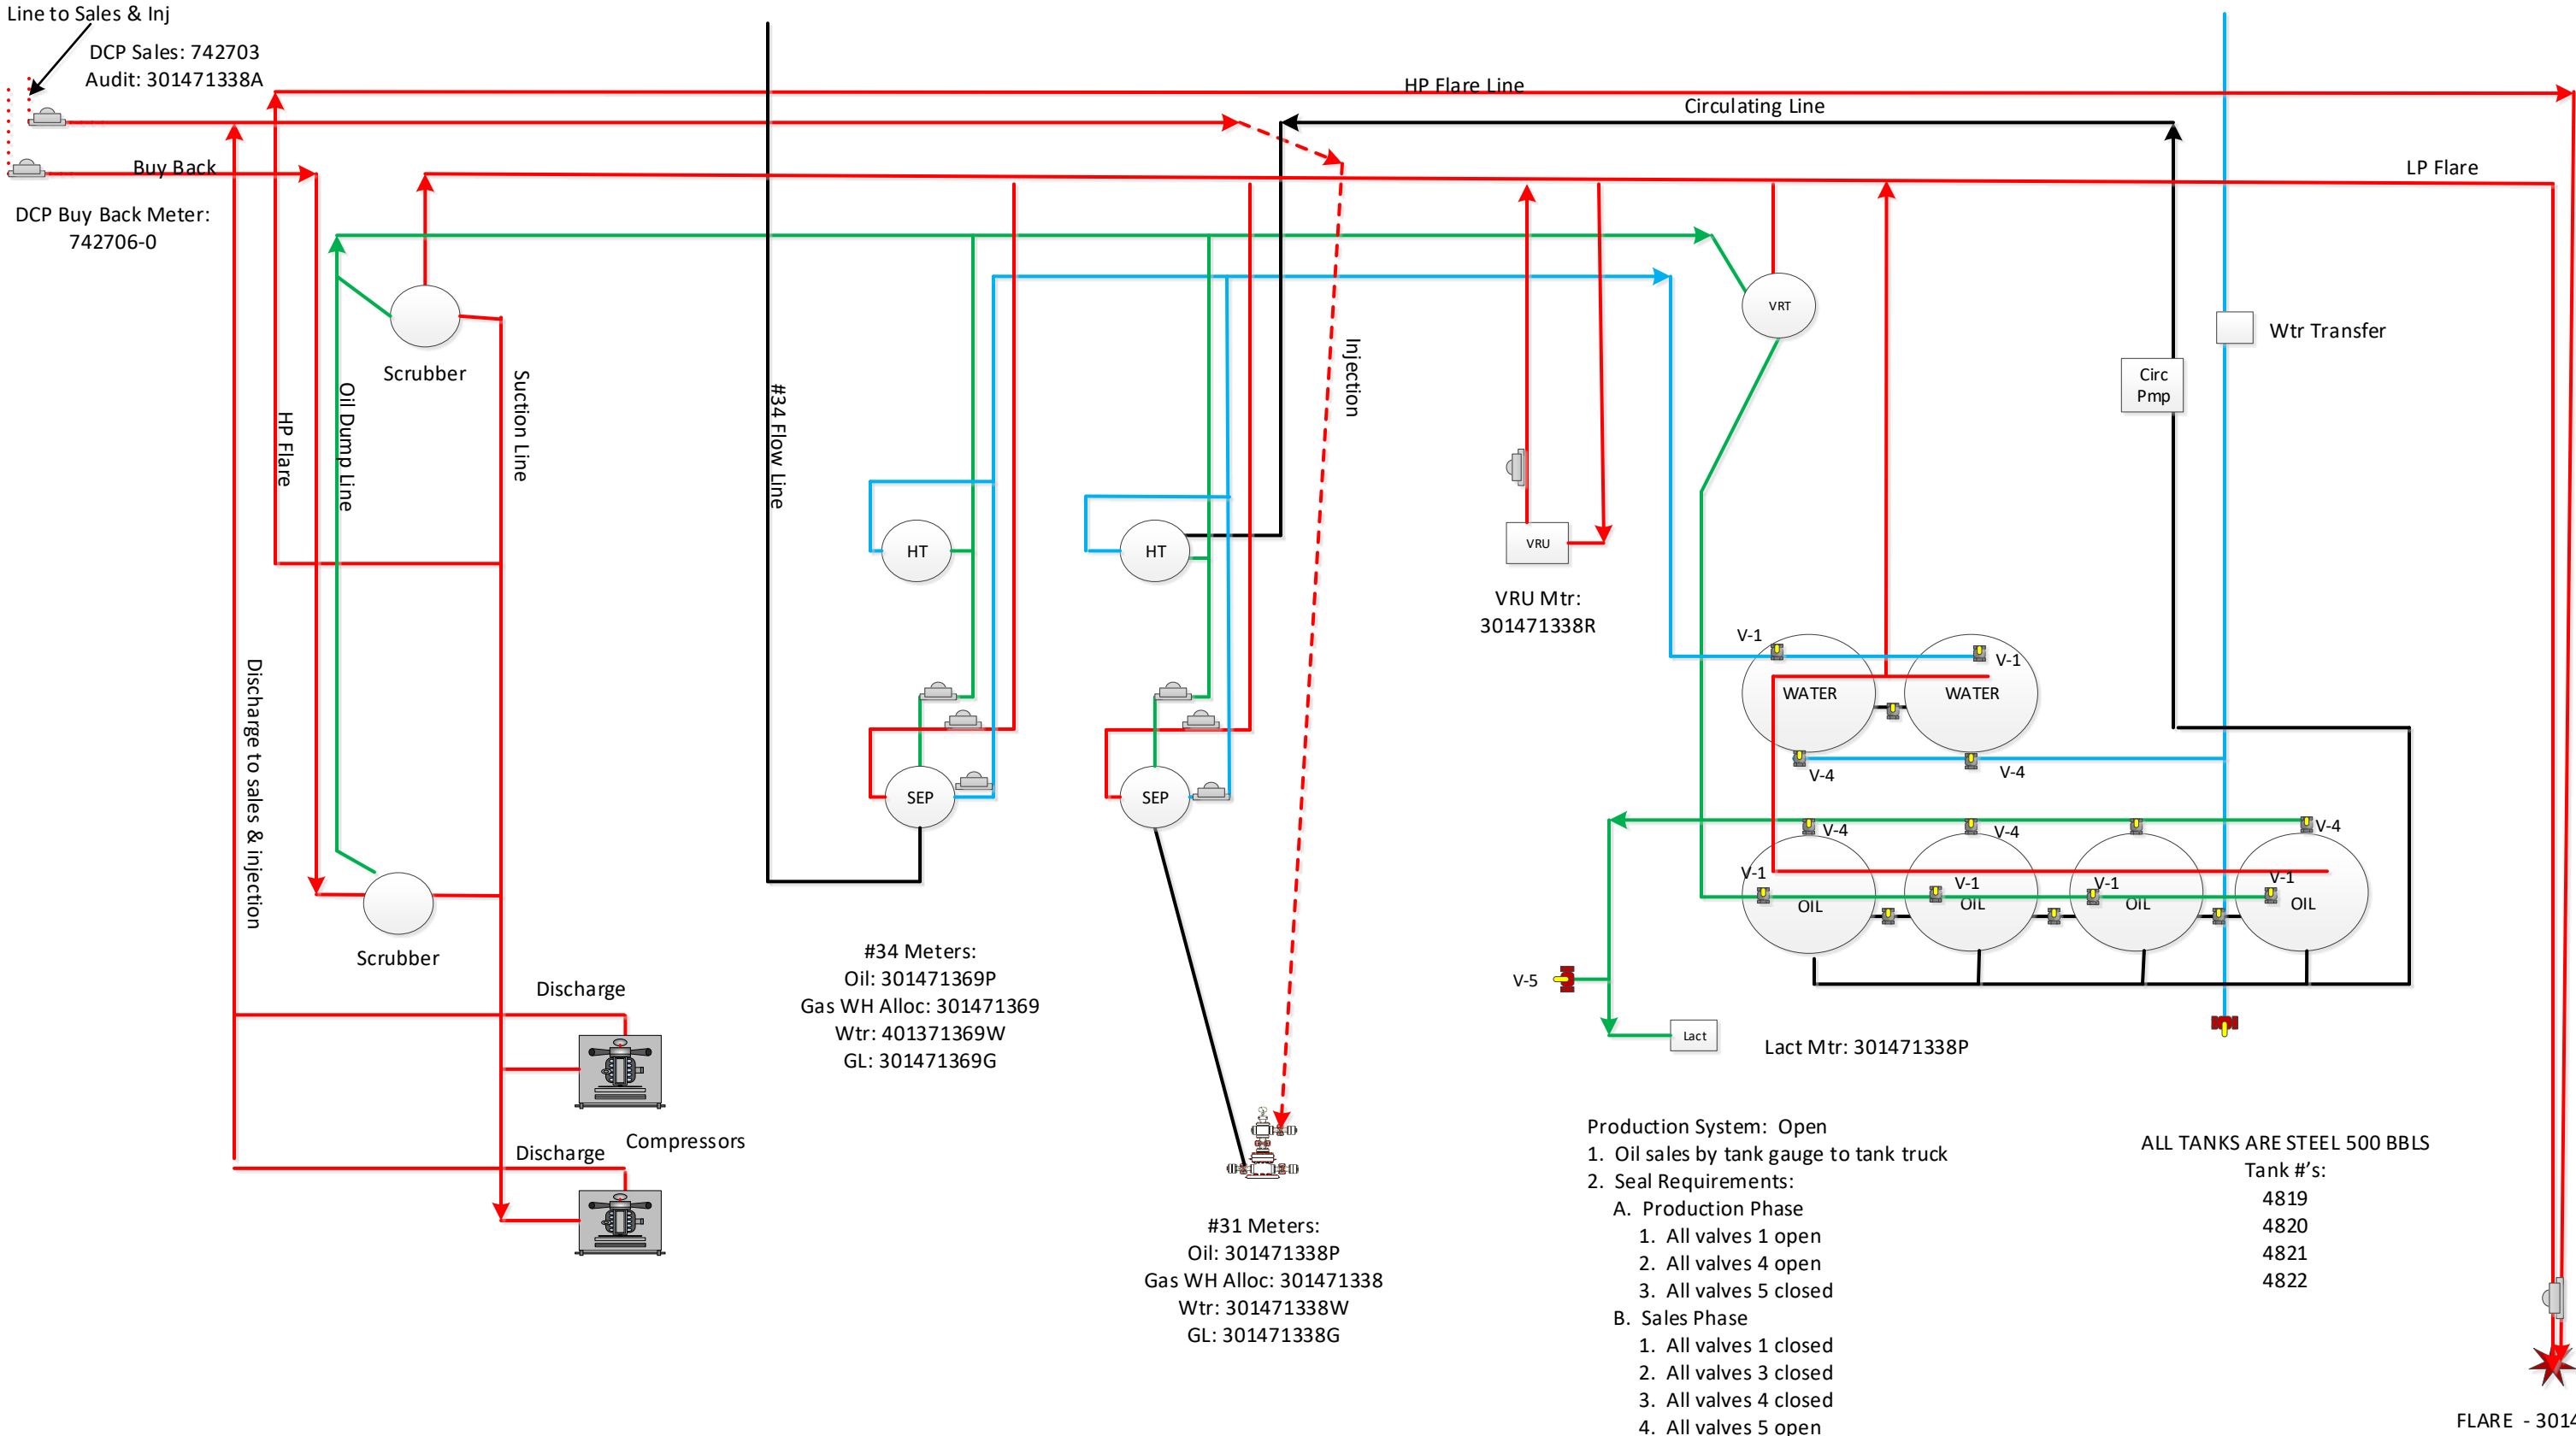 Line to Sales & Inj
DCP Sales: 742703
Audit: 301471338A
HP Flare Line
Circulating Line
Buy Back
LP Flare
DCP Buy Back Meter:
742706-0
VRT
Wtr Transfer
Scrubber
Circ
Pmp
HP Flare
Oil Dump Line
Suction Line
#34 Flow Line
Injection
HT
HT
VRU
VRU Mtr:
301471338R
V-1
V-1
WATER
WATER
V-4
V-4
Discharge to sales & injection
SEP
SEP
V-4
V-4
V-4
V-1
V-1
V-1
V-1
OIL
OIL
OIL
OIL
Scrubber
V-5
Lact
Lact Mtr: 301471338P
#34 Meters:
Oil: 301471369P
Gas WH Alloc: 301471369
Wtr: 401371369W
GL: 301471369G
Discharge
Compressors
Discharge
#31 Meters:
Oil: 301471338P
Gas WH Alloc: 301471338
Wtr: 301471338W
GL: 301471338G
Production System: Open
1. Oil sales by tank gauge to tank truck
2. Seal Requirements:
A. Production Phase
1. All valves 1 open
2. All valves 4 open
3. All valves 5 closed
B. Sales Phase
1. All valves 1 closed
2. All valves 3 closed
3. All valves 4 closed
4. All valves 5 open
ALL TANKS ARE STEEL 500 BBLS
Tank #’s:
4819
4820
4821
4822
FLARE - 3014